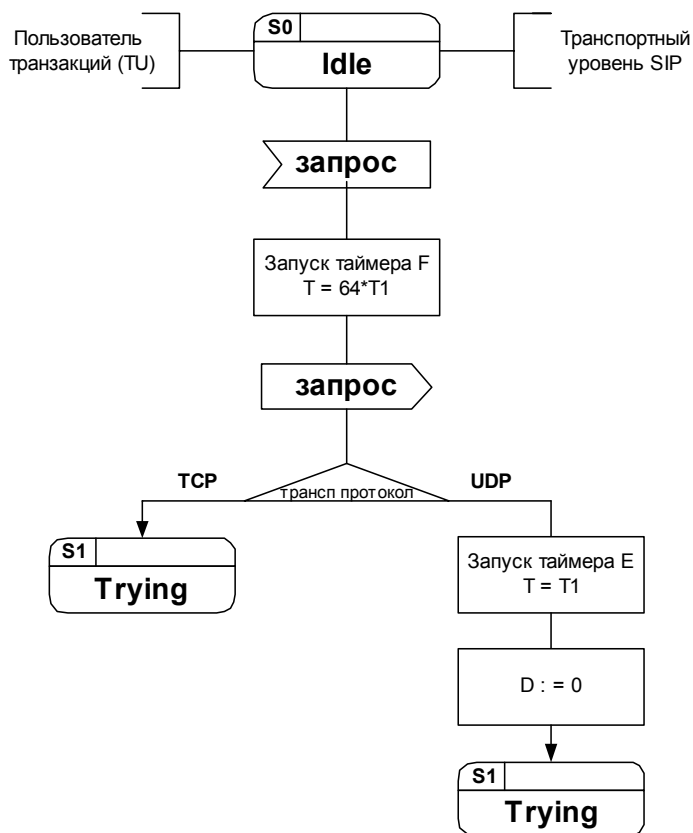 Пользователь
транзакций (TU)
S0
Idle
Транспортный
уровень SIP
запрос
Запуск таймера F
T = 64*T1
запрос
TCP
трансп протокол
UDP
S1
Trying
Запуск таймера E
T = T1
D : = 0
S1
Trying